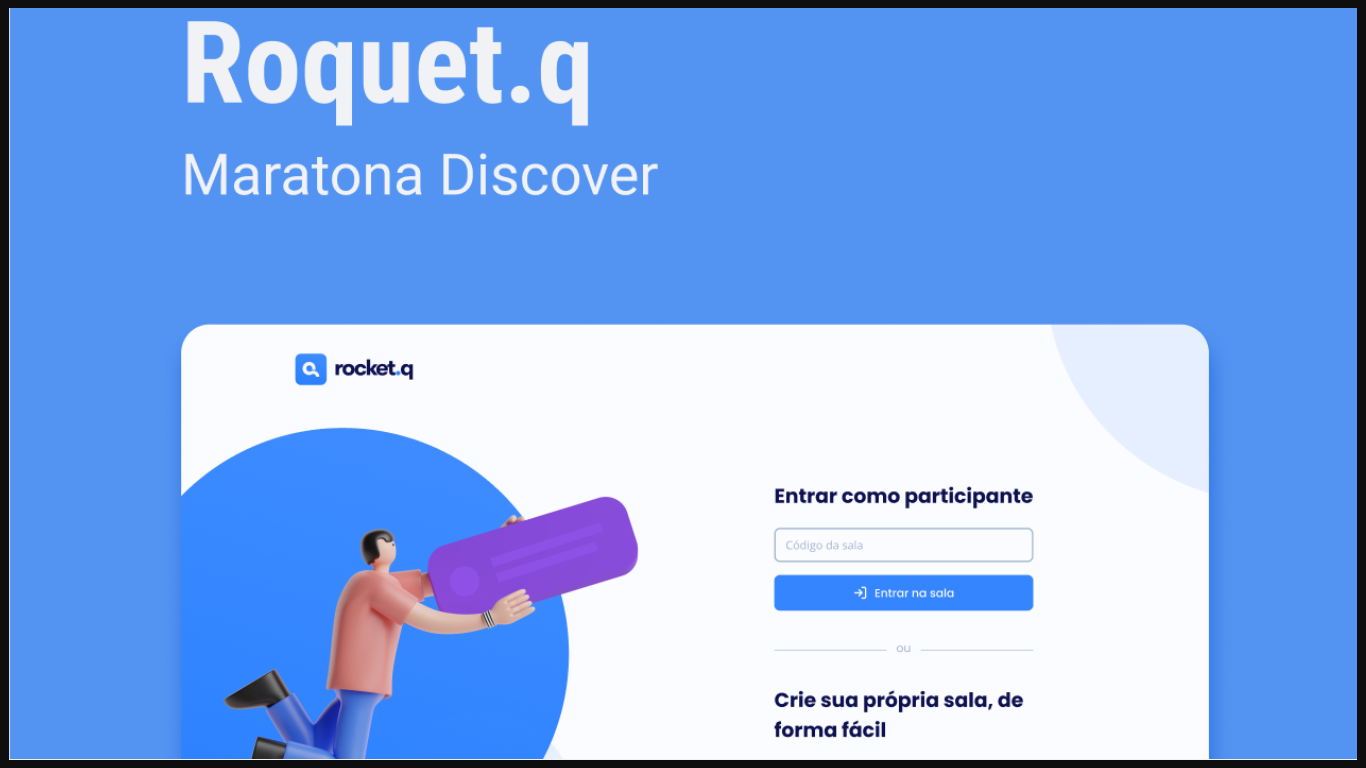 Roquet.q
Maratona Discover
rocket.q
Entrar como participante
Código da sala
Entrar na sala
ou
Crie sua própria sala, de
forma fácil